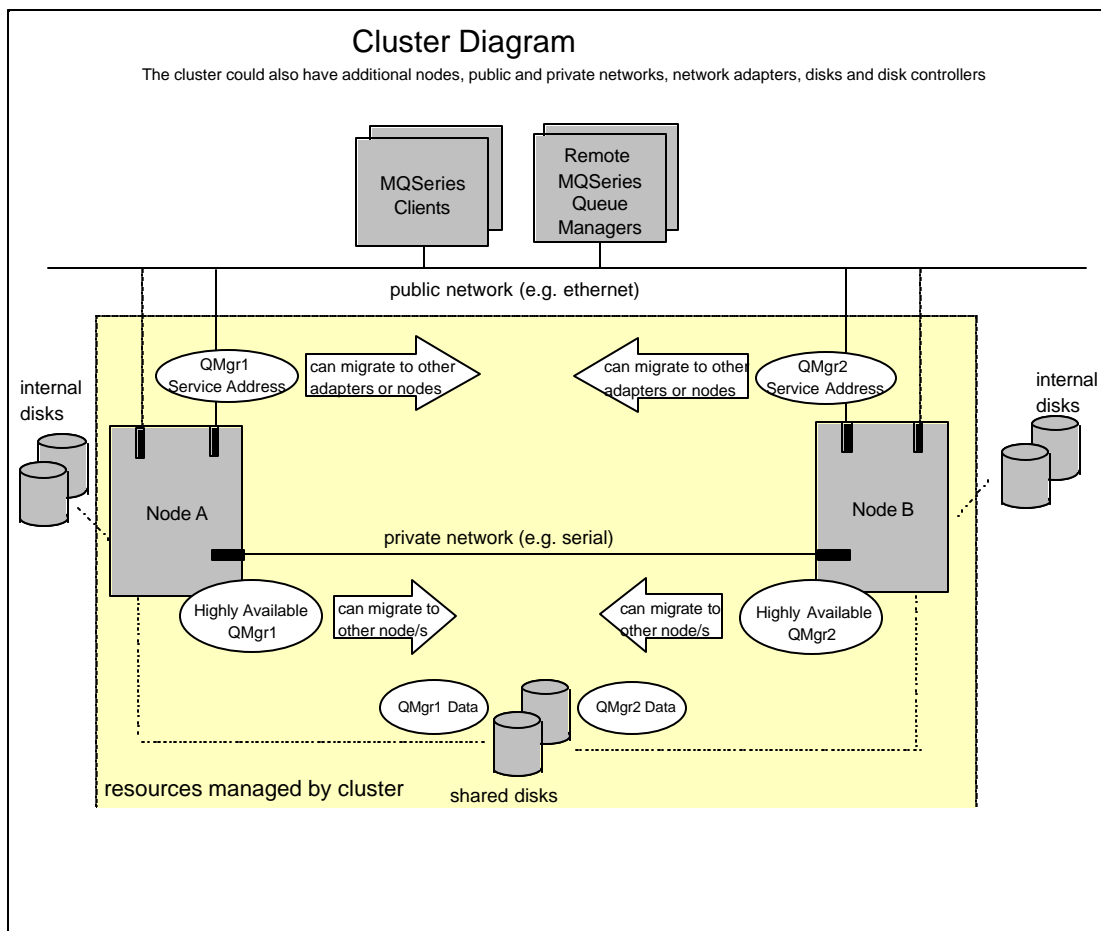 Cluster Diagram
The cluster could also have additional nodes, public and private networks, network adapters, disks and disk controllers
MQSeries
Clients
Remote
MQSeries
Queue
Managers
public network (e.g. ethernet)
QMgr1
Service Address
can migrate to other
adapters or nodes
can migrate to other
adapters or nodes
QMgr2
Service Address
internal
disks
internal
disks
Node A
Node B
private network (e.g. serial)
Highly Available
QMgr1
can migrate to
other node/s
can migrate to
other node/s
Highly Available
QMgr2
QMgr1 Data
QMgr2 Data
resources managed by cluster
shared disks